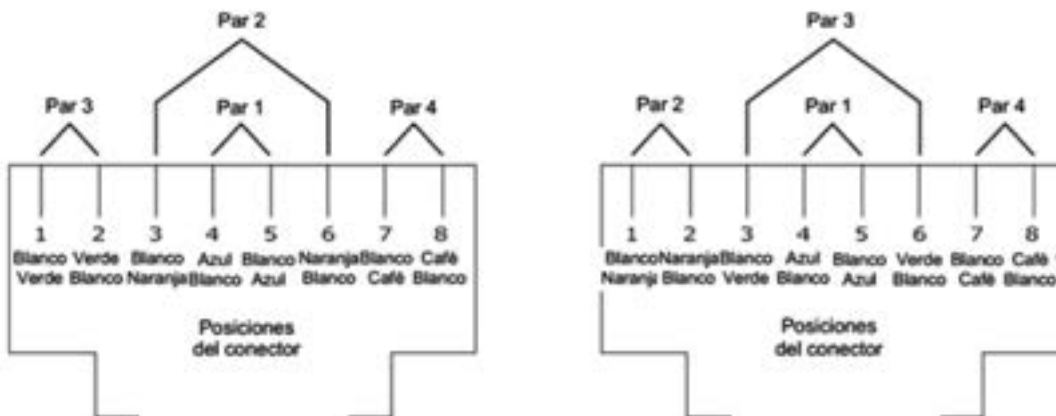 Par 2
Par 3
Par 1
Par 4
1 2 3 4 5 6 7 8
Blanco Verde Blanco Azul Blanco Naranja Blanco Café
Verde Blanco Naranja Blanco Azul Blanco Café Blanco
Posiciones
del conector
Par 3
Par 2
Par 1
Par 4
1 2 3 4 5 6 7 8
Blanco Naranja Blanco Azul Blanco Verde Blanco Café
Naranj Blanco Verde Blanco Azul Blanco Café Blanco
Posiciones
del conector